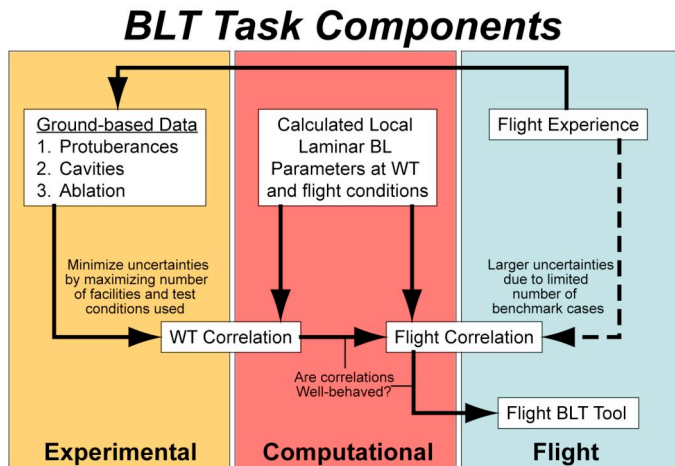 BLT Task Components
Ground-based Data
1. Protuberances
2. Cavities
3. Ablation
Calculated Local
Laminar BL
Parameters at WT
and flight conditions
Flight Experience
Minimize uncertainties
by maximizing number
of facilities and test
conditions used
Larger uncertainties
due to limited
number of
benchmark cases
WT Correlation
Flight Correlation
Are correlations
Well-behaved?
Flight BLT Tool
Experimental
Computational
Flight